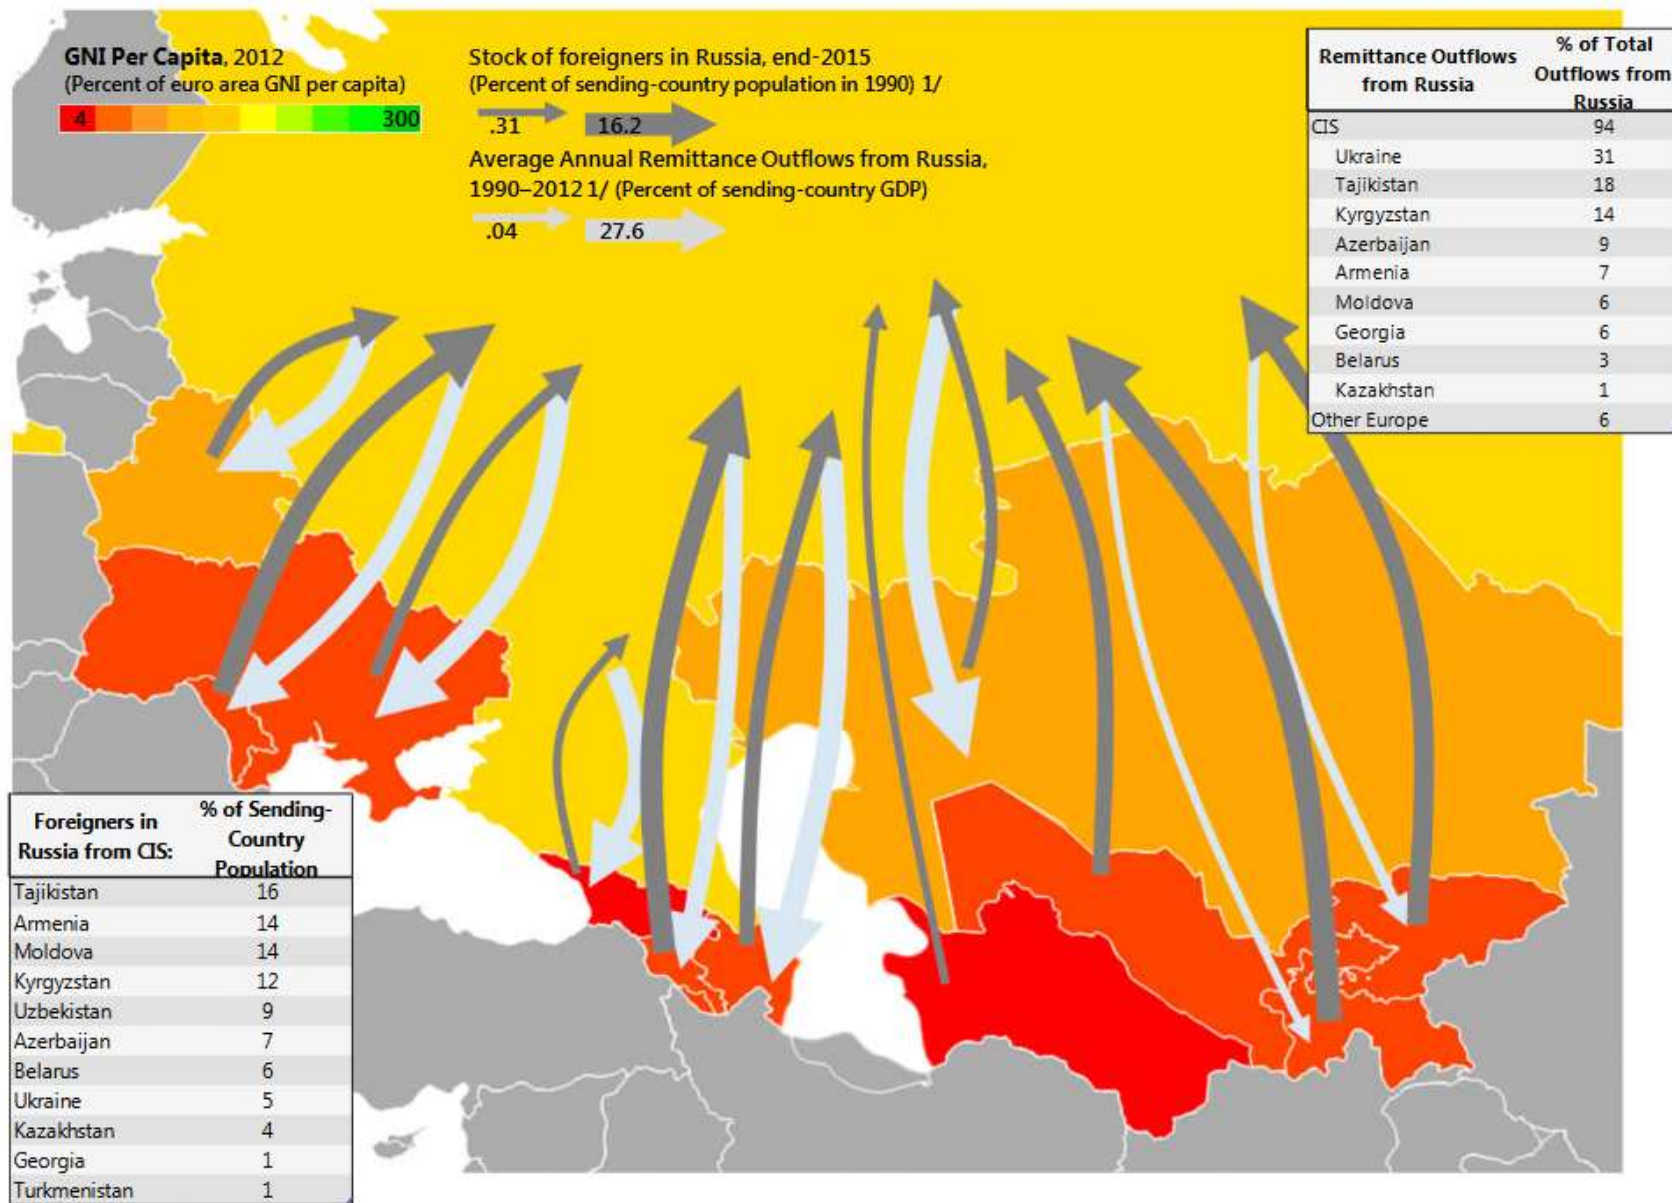 GNI Per Capita, 2012
(Percent of euro area GNI per capita)
4 300
Stock of foreigners in Russia, end-2015
(Percent of sending-country population in 1990) 1/
.31 16.2
Average Annual Remittance Outflows from Russia,
1990–2012 1/ (Percent of sending-country GDP)
.04 27.6
Remittance Outflows
from Russia
% of Total
Outflows from
Russia
CIS 94
Ukraine 31
Tajikistan 18
Kyrgyzstan 14
Azerbaijan 9
Armenia 7
Moldova 6
Georgia 6
Belarus 3
Kazakhstan 1
Other Europe 6
Foreigners in
Russia from CIS:
% of Sending-
Country
Population
Tajikistan 16
Armenia 14
Moldova 14
Kyrgyzstan 12
Uzbekistan 9
Azerbaijan 7
Belarus 6
Ukraine 5
Kazakhstan 4
Georgia 1
Turkmenistan 1